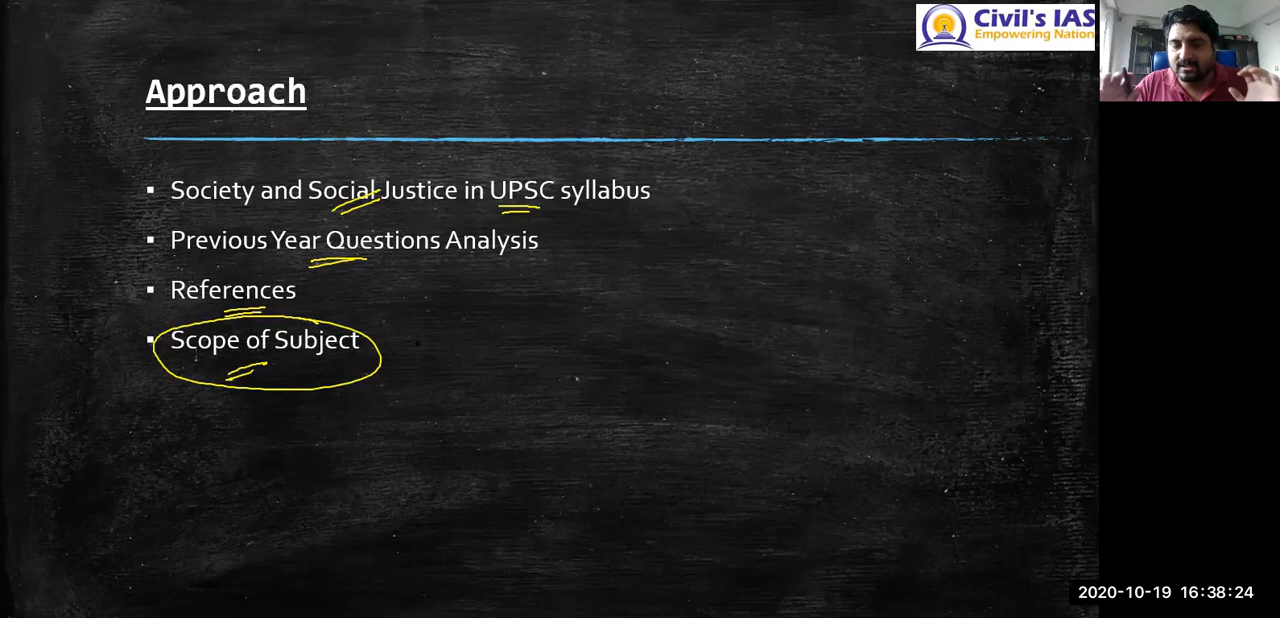 Civil's IAS
Empowering Nation
Approach
▪ Society and Social Justice in UPSC syllabus
▪ Previous Year Questions Analysis
▪ References
▪ Scope of Subject
2020-10-19 16:38:24